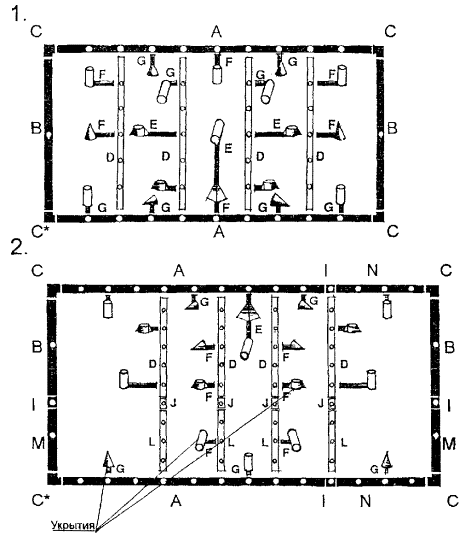 1.
C A C
G F G
F G G F
B F E E F B
D D E D D
G G F G G
C* A C
2.
C A I N C
G G
E
B F F B
D D D D
F F
I J J J J I
M L F L L F L M
G G G
C* A I N C
Укрытия